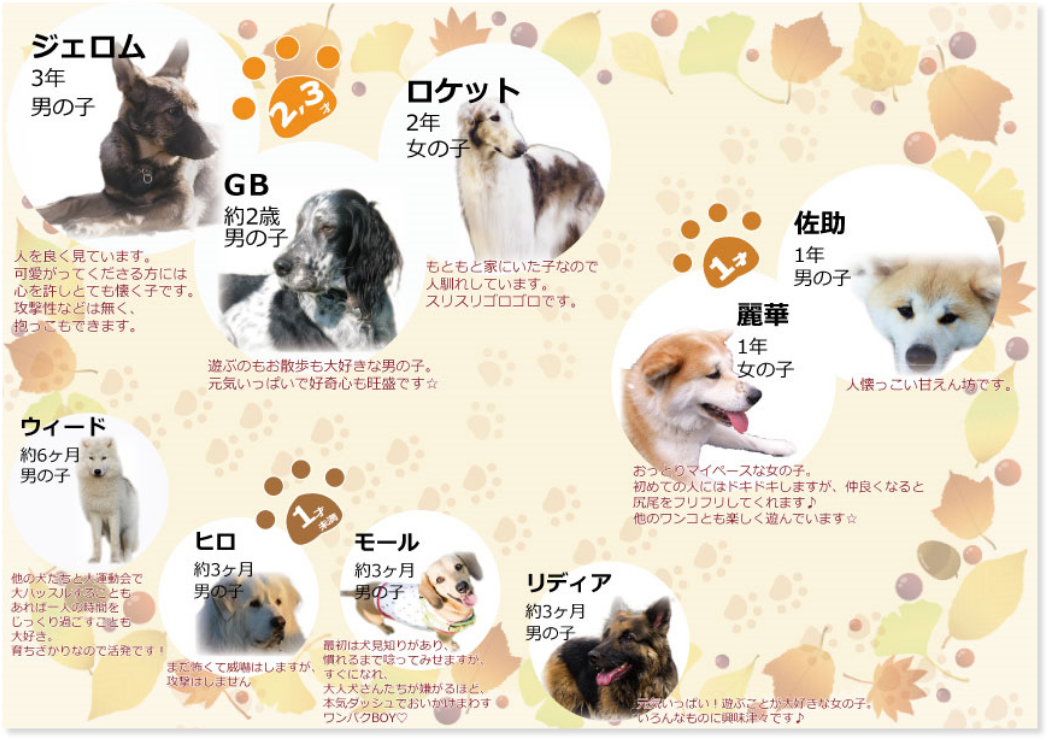 ジェロム
3年
男の子
人を良く見ています。
可愛がってくださる方には
心を許しとても懐く子です。
攻撃性などは無く、
抱っこもできます。
2,3才
GB
約2歳
男の子
遊ぶのもお散歩も大好きな男の子。
元気いっぱいで好奇心も旺盛です☆
ロケット
2年
女の子
もともと家にいた子なので
人馴れしています。
スリスリゴロゴロです。
1才
佐助
1年
男の子
人懐っこい甘えん坊です。
麗華
1年
女の子
おっとりマイペースな女の子。
初めての人にはドキドキしますが、仲良くなると
尻尾をフリフリしてくれます♪
他のワンコとも楽しく遊んでいます☆
ウィード
約6ヶ月
男の子
他の犬たちと大運動会で
大ハッスルすることも
あれば一人の時間を
じっくり過ごすことも
大好き。
育ちざかりなので活発です！
1才
未満
ヒロ
約3ヶ月
男の子
まだ怖くて威嚇はしますが、
攻撃はしません
モール
約3ヶ月
男の子
最初は犬見知りがあり、
慣れるまで唸ってみせますが、
すぐになれ、
大人犬さんたちが嫌がるほど、
本気ダッシュでおいかけまわす
ワンパクBOY♡
リディア
約3ヶ月
男の子
元気いっぱい！遊ぶことが大好きな女の子。
いろんなものに興味津々です♪